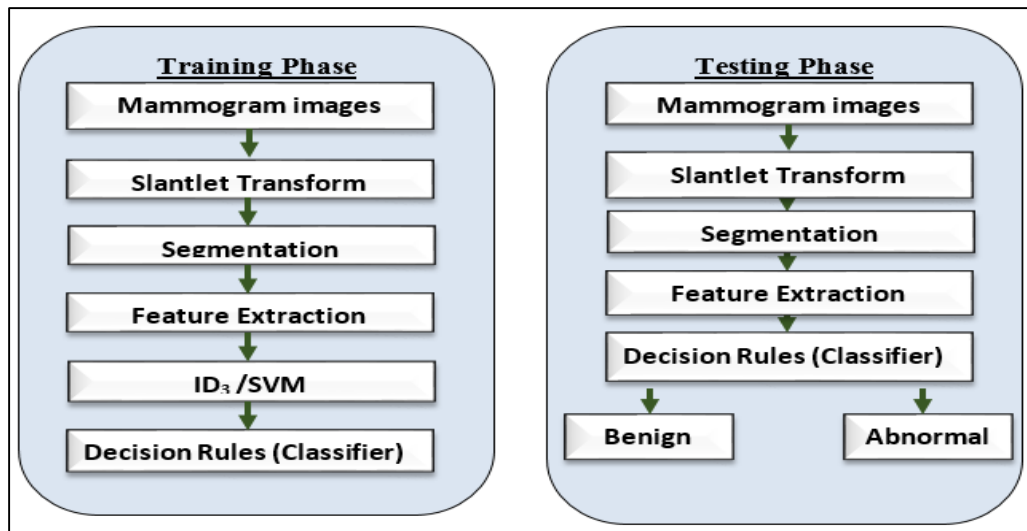 Training Phase
Mammogram images
Slantlet Transform
Segmentation
Feature Extraction
ID₃ /SVM
Decision Rules (Classifier)
Testing Phase
Mammogram images
Slantlet Transform
Segmentation
Feature Extraction
Decision Rules (Classifier)
Benign
Abnormal